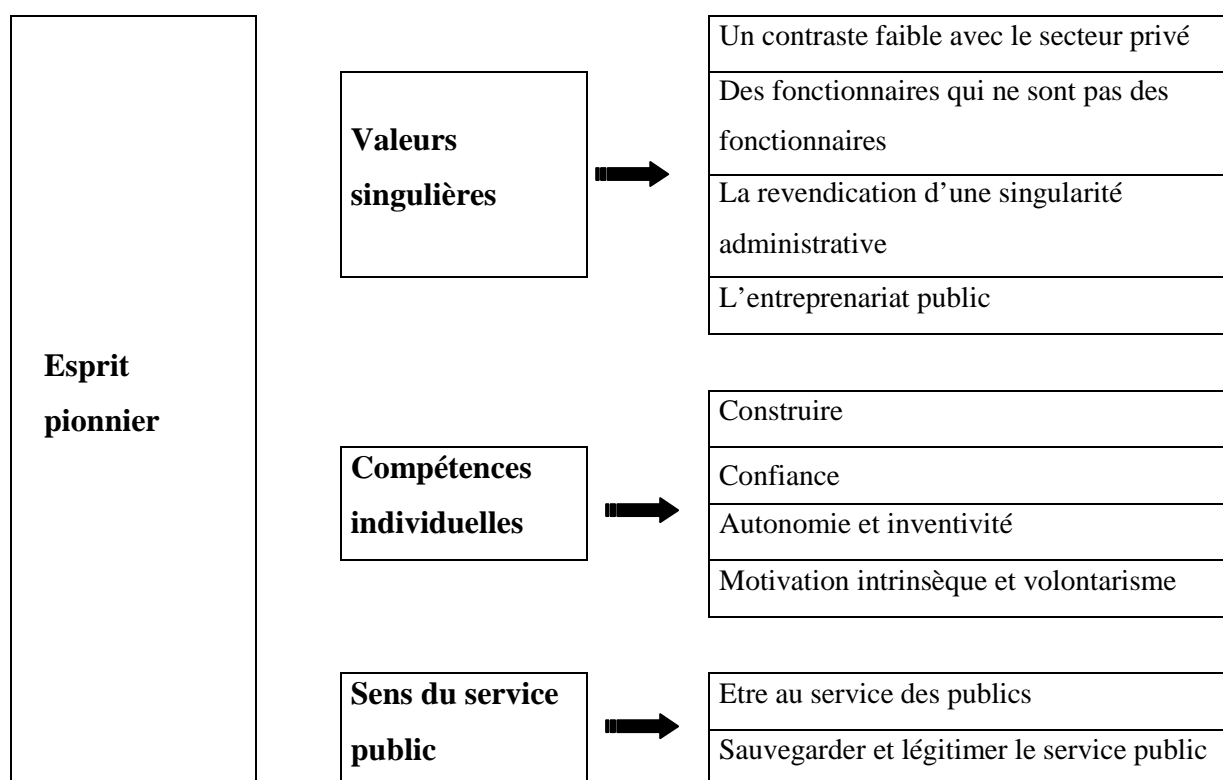 Esprit
pionnier
Valeurs
singulières
Un contraste faible avec le secteur privé
Des fonctionnaires qui ne sont pas des
fonctionnaires
La revendication d’une singularité
administrative
L’entreprenariat public
Compétences
individuelles
Construire
Confiance
Autonomie et inventivité
Motivation intrinsèque et volontarisme
Sens du service
public
Etre au service des publics
Sauvegarder et légitimer le service public